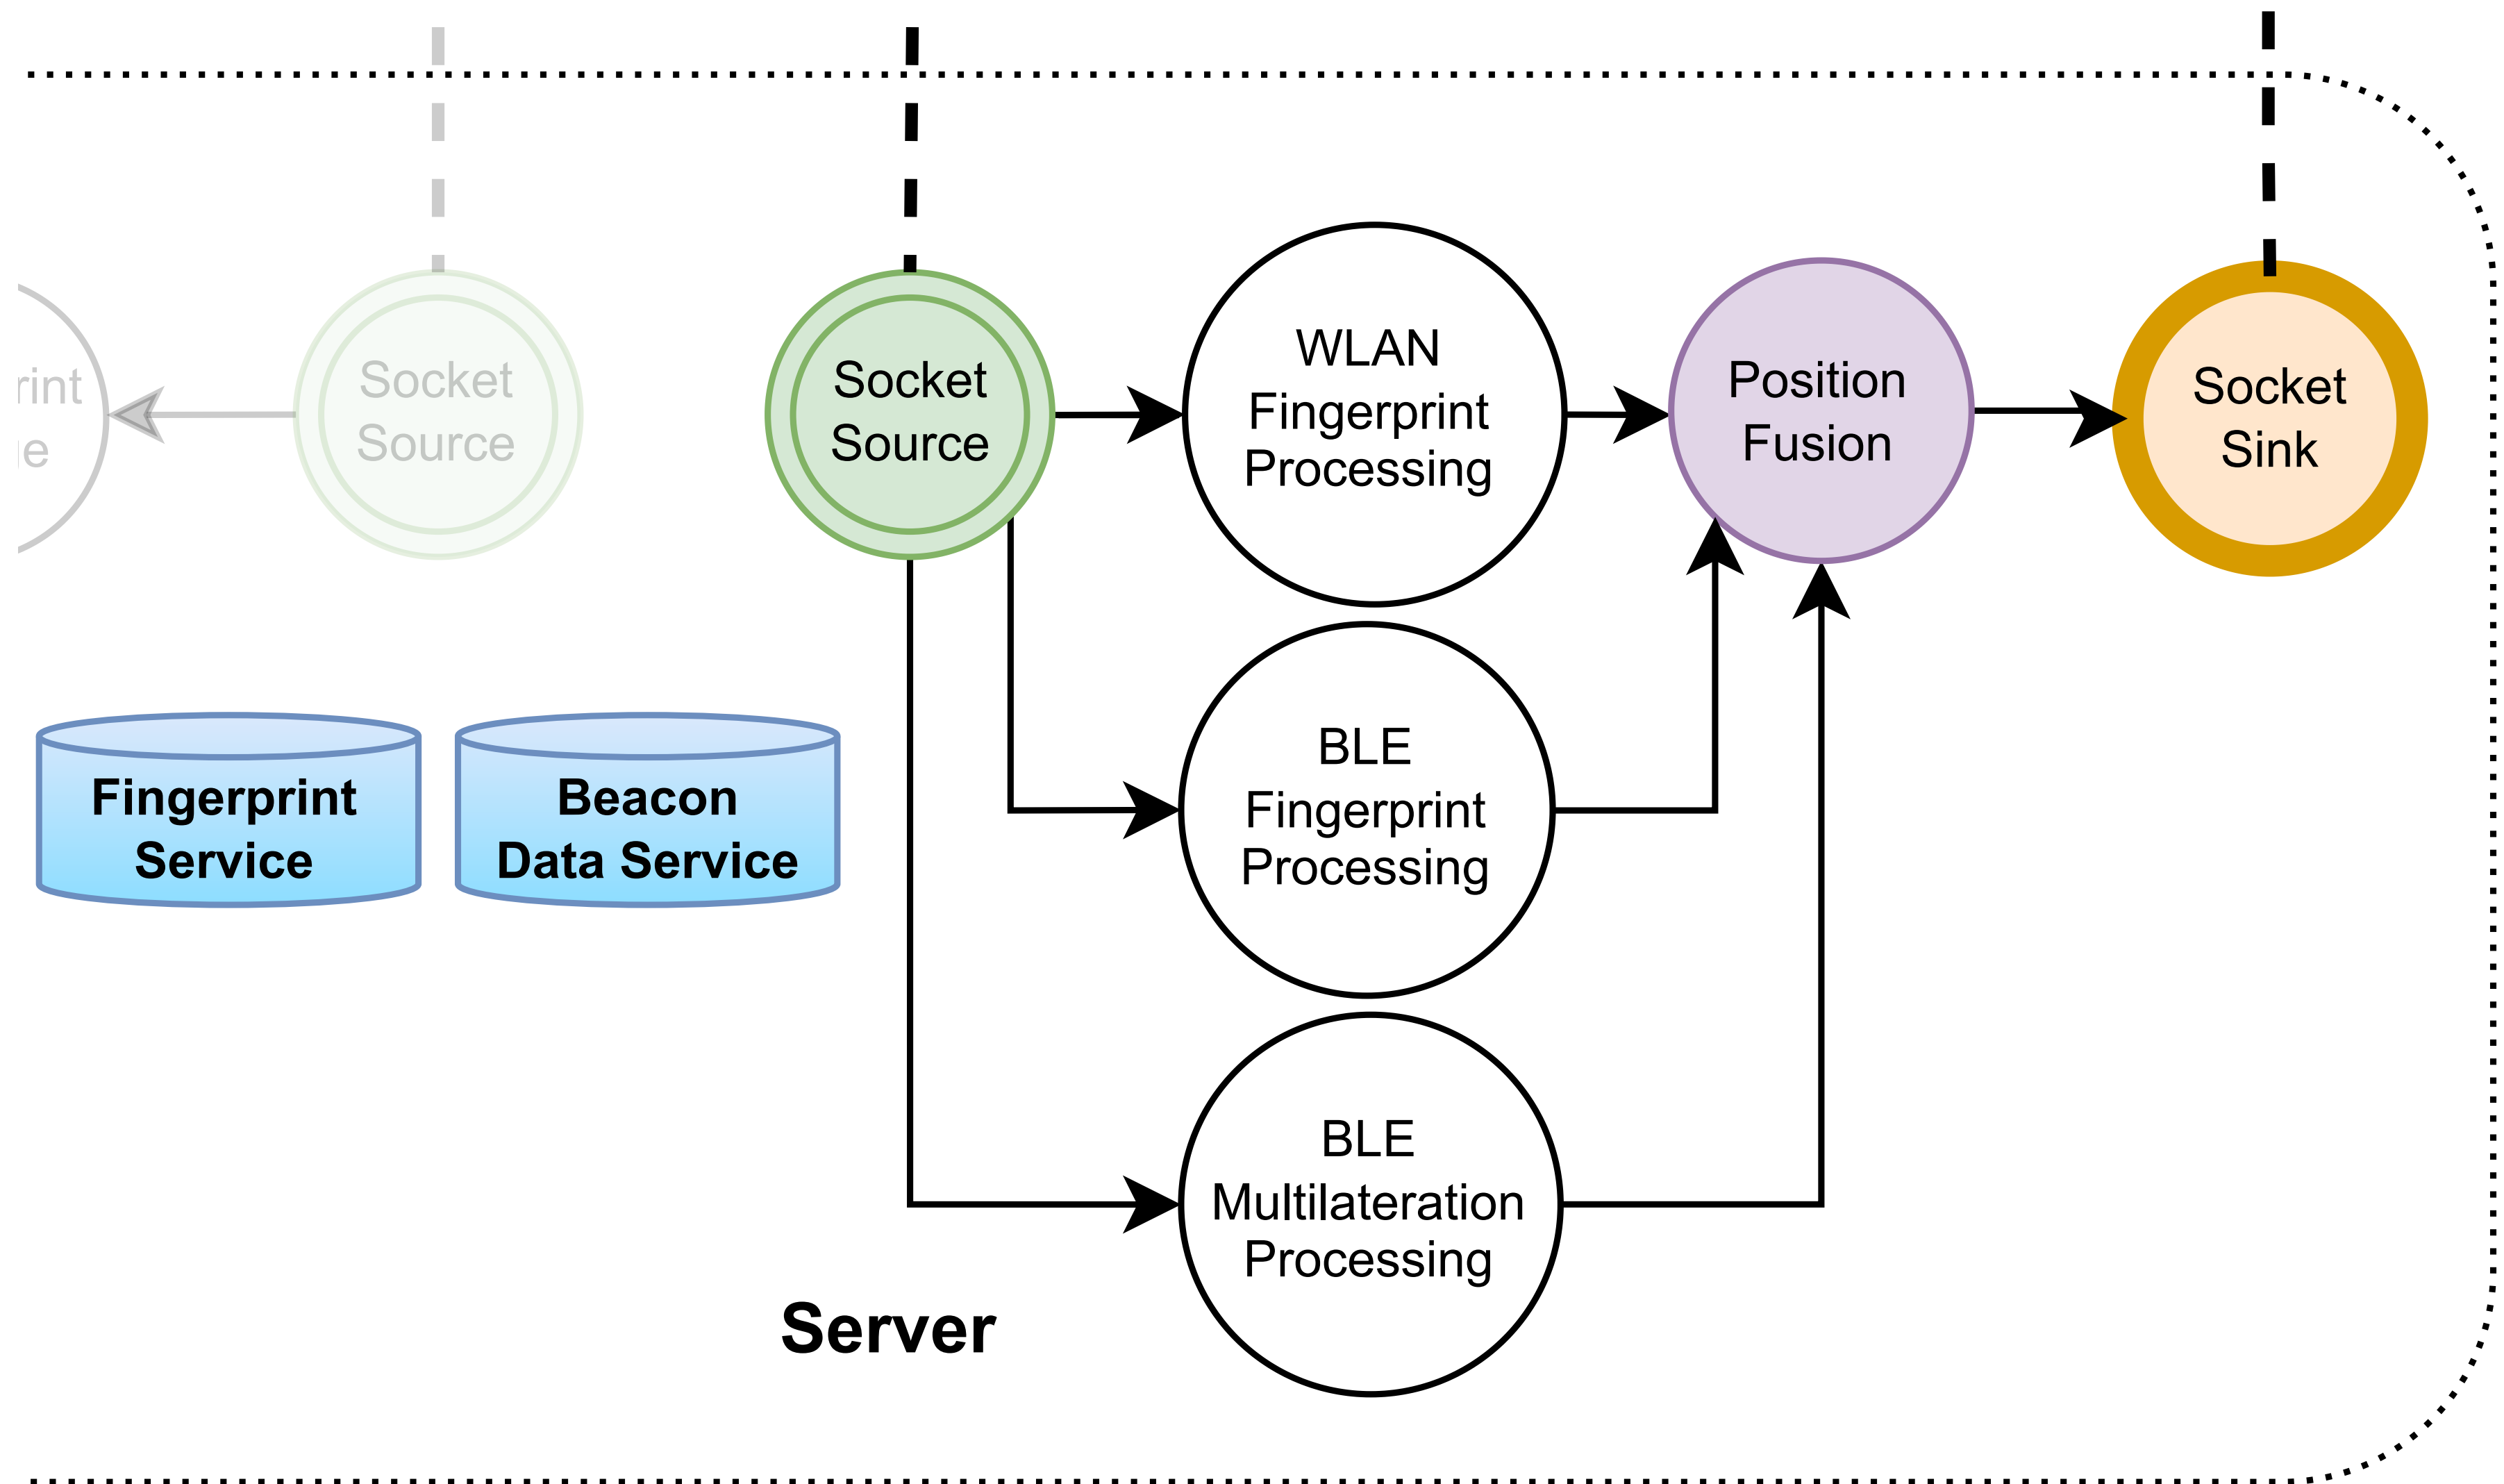 Socket
Source
Socket
Source
WLAN
Fingerprint
Processing
Position
Fusion
Socket
Sink
Fingerprint
Service
Beacon
Data Service
BLE
Fingerprint
Processing
BLE
Multilateration
Processing
Server